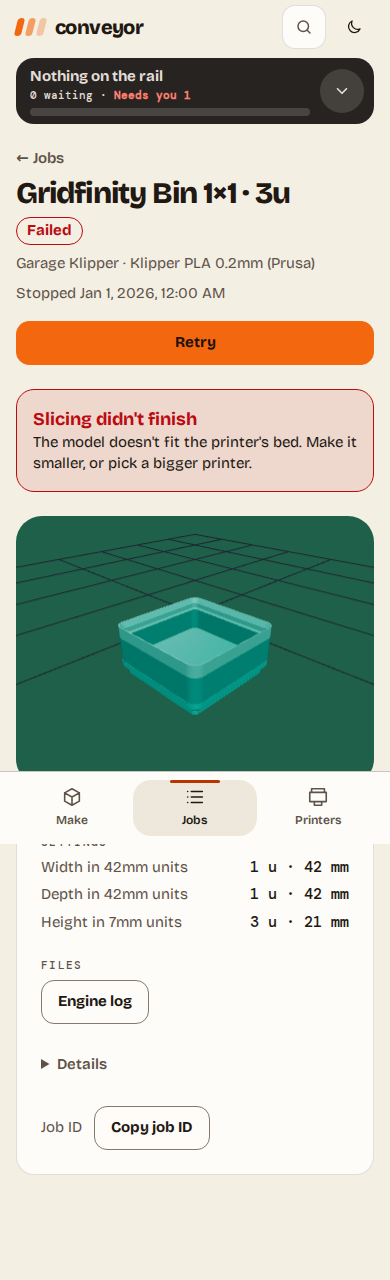 conveyor
Nothing on the rail
0 waiting · Needs you 1
← Jobs
Gridfinity Bin 1×1 · 3u
Failed
Garage Klipper · Klipper PLA 0.2mm (Prusa)
Stopped Jan 1, 2026, 12:00 AM
Retry
Slicing didn't finish
The model doesn't fit the printer's bed. Make it
smaller, or pick a bigger printer.
Make
Jobs
Printers
Width in 42mm units 1 u · 42 mm
Depth in 42mm units 1 u · 42 mm
Height in 7mm units 3 u · 21 mm
FILES
Engine log
▶ Details
Job ID Copy job ID